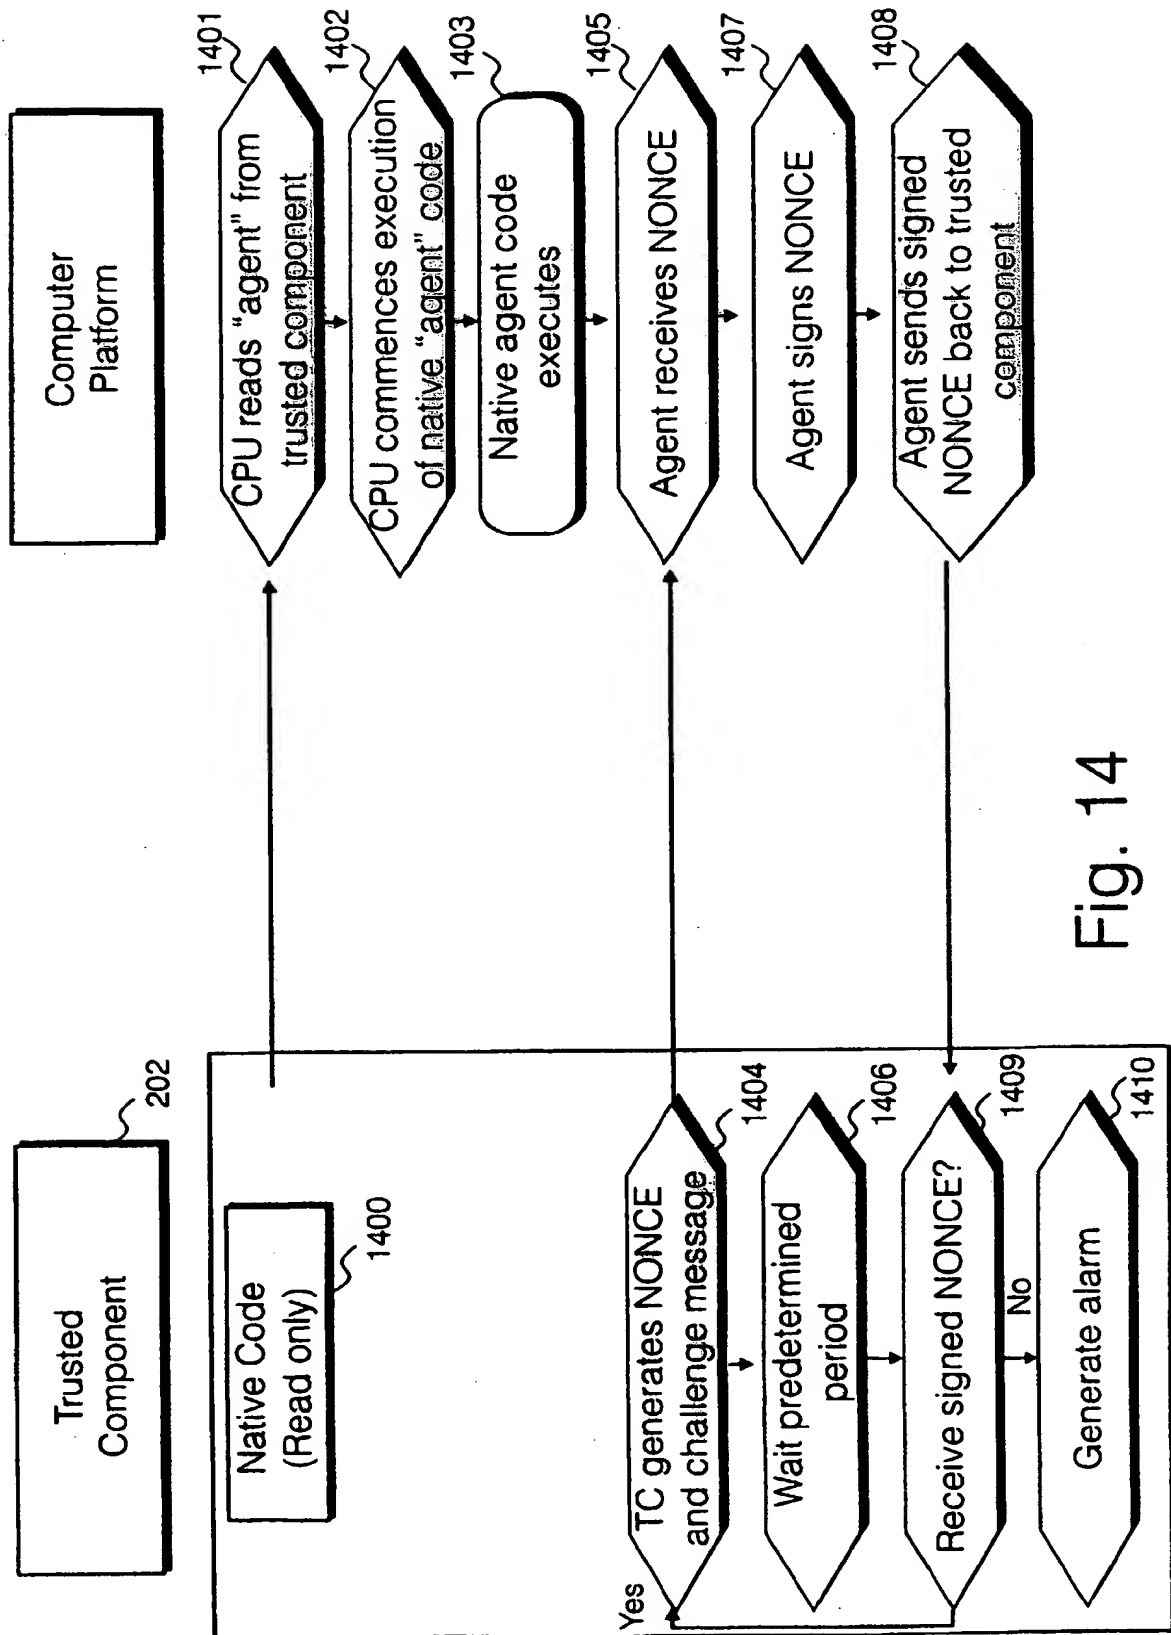 Trusted
Component
202
Native Code
(Read only)
1400
TC generates NONCE
and challenge message
1404
Wait predetermined
period
1406
Receive signed NONCE?
1409
Yes
No
Generate alarm
1410
Computer
Platform
CPU reads “agent” from
trusted component
1401
CPU commences execution
of native “agent” code
1402
Native agent code
executes
1403
Agent receives NONCE
1405
Agent signs NONCE
1407
Agent sends signed
NONCE back to trusted
component
1408
Fig. 14